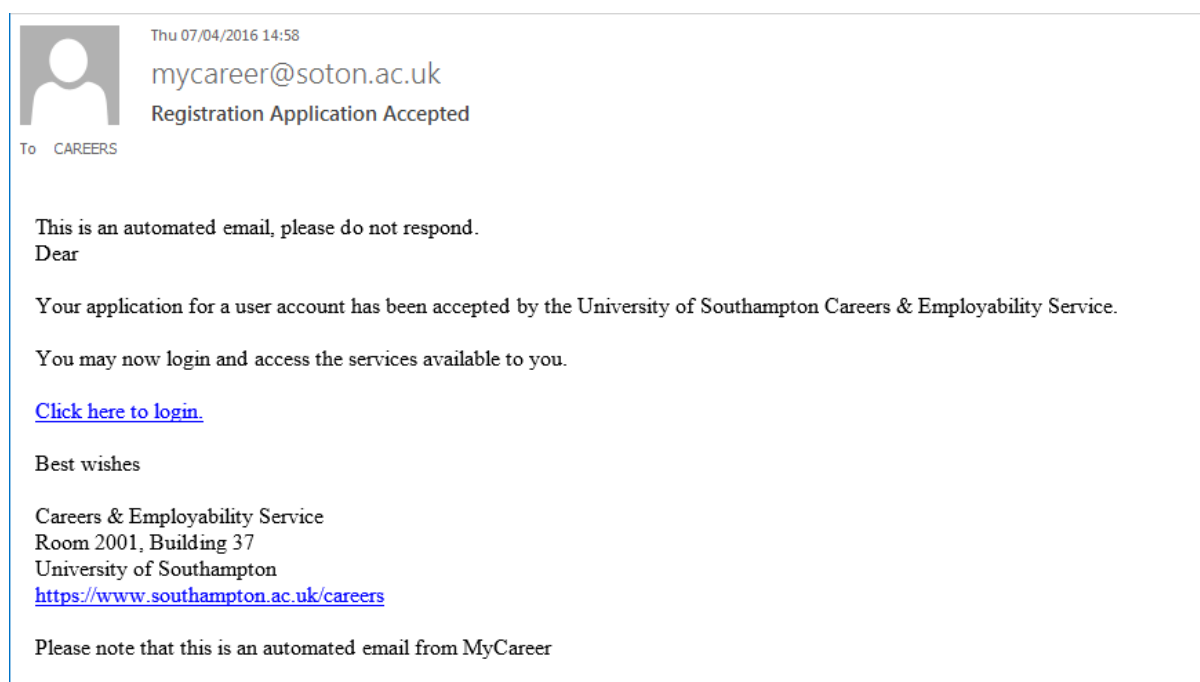 Thu 07/04/2016 14:58
mycareer@soton.ac.uk
Registration Application Accepted
To CAREERS
This is an automated email, please do not respond.
Dear
Your application for a user account has been accepted by the University of Southampton Careers & Employability Service.
You may now login and access the services available to you.
Click here to login.
Best wishes
Careers & Employability Service
Room 2001, Building 37
University of Southampton
https://www.southampton.ac.uk/careers
Please note that this is an automated email from MyCareer